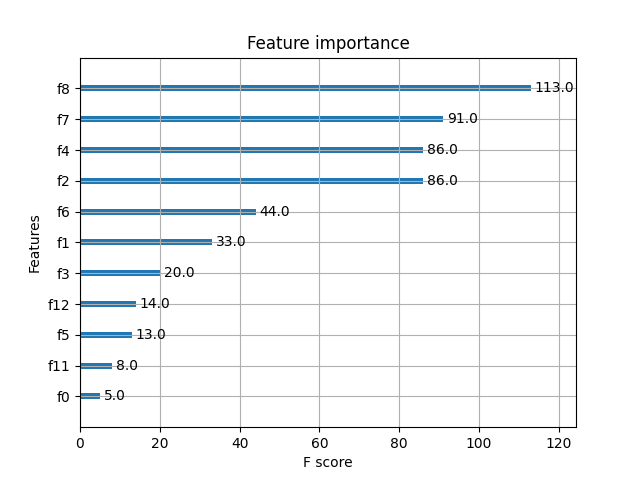 Feature importance
f8 113.0
f7 91.0
f4 86.0
f2 86.0
f6 44.0
f1 33.0
f3 20.0
f12 14.0
f5 13.0
f11 8.0
f0 5.0
Features
0 20 40 60 80 100 120
F score